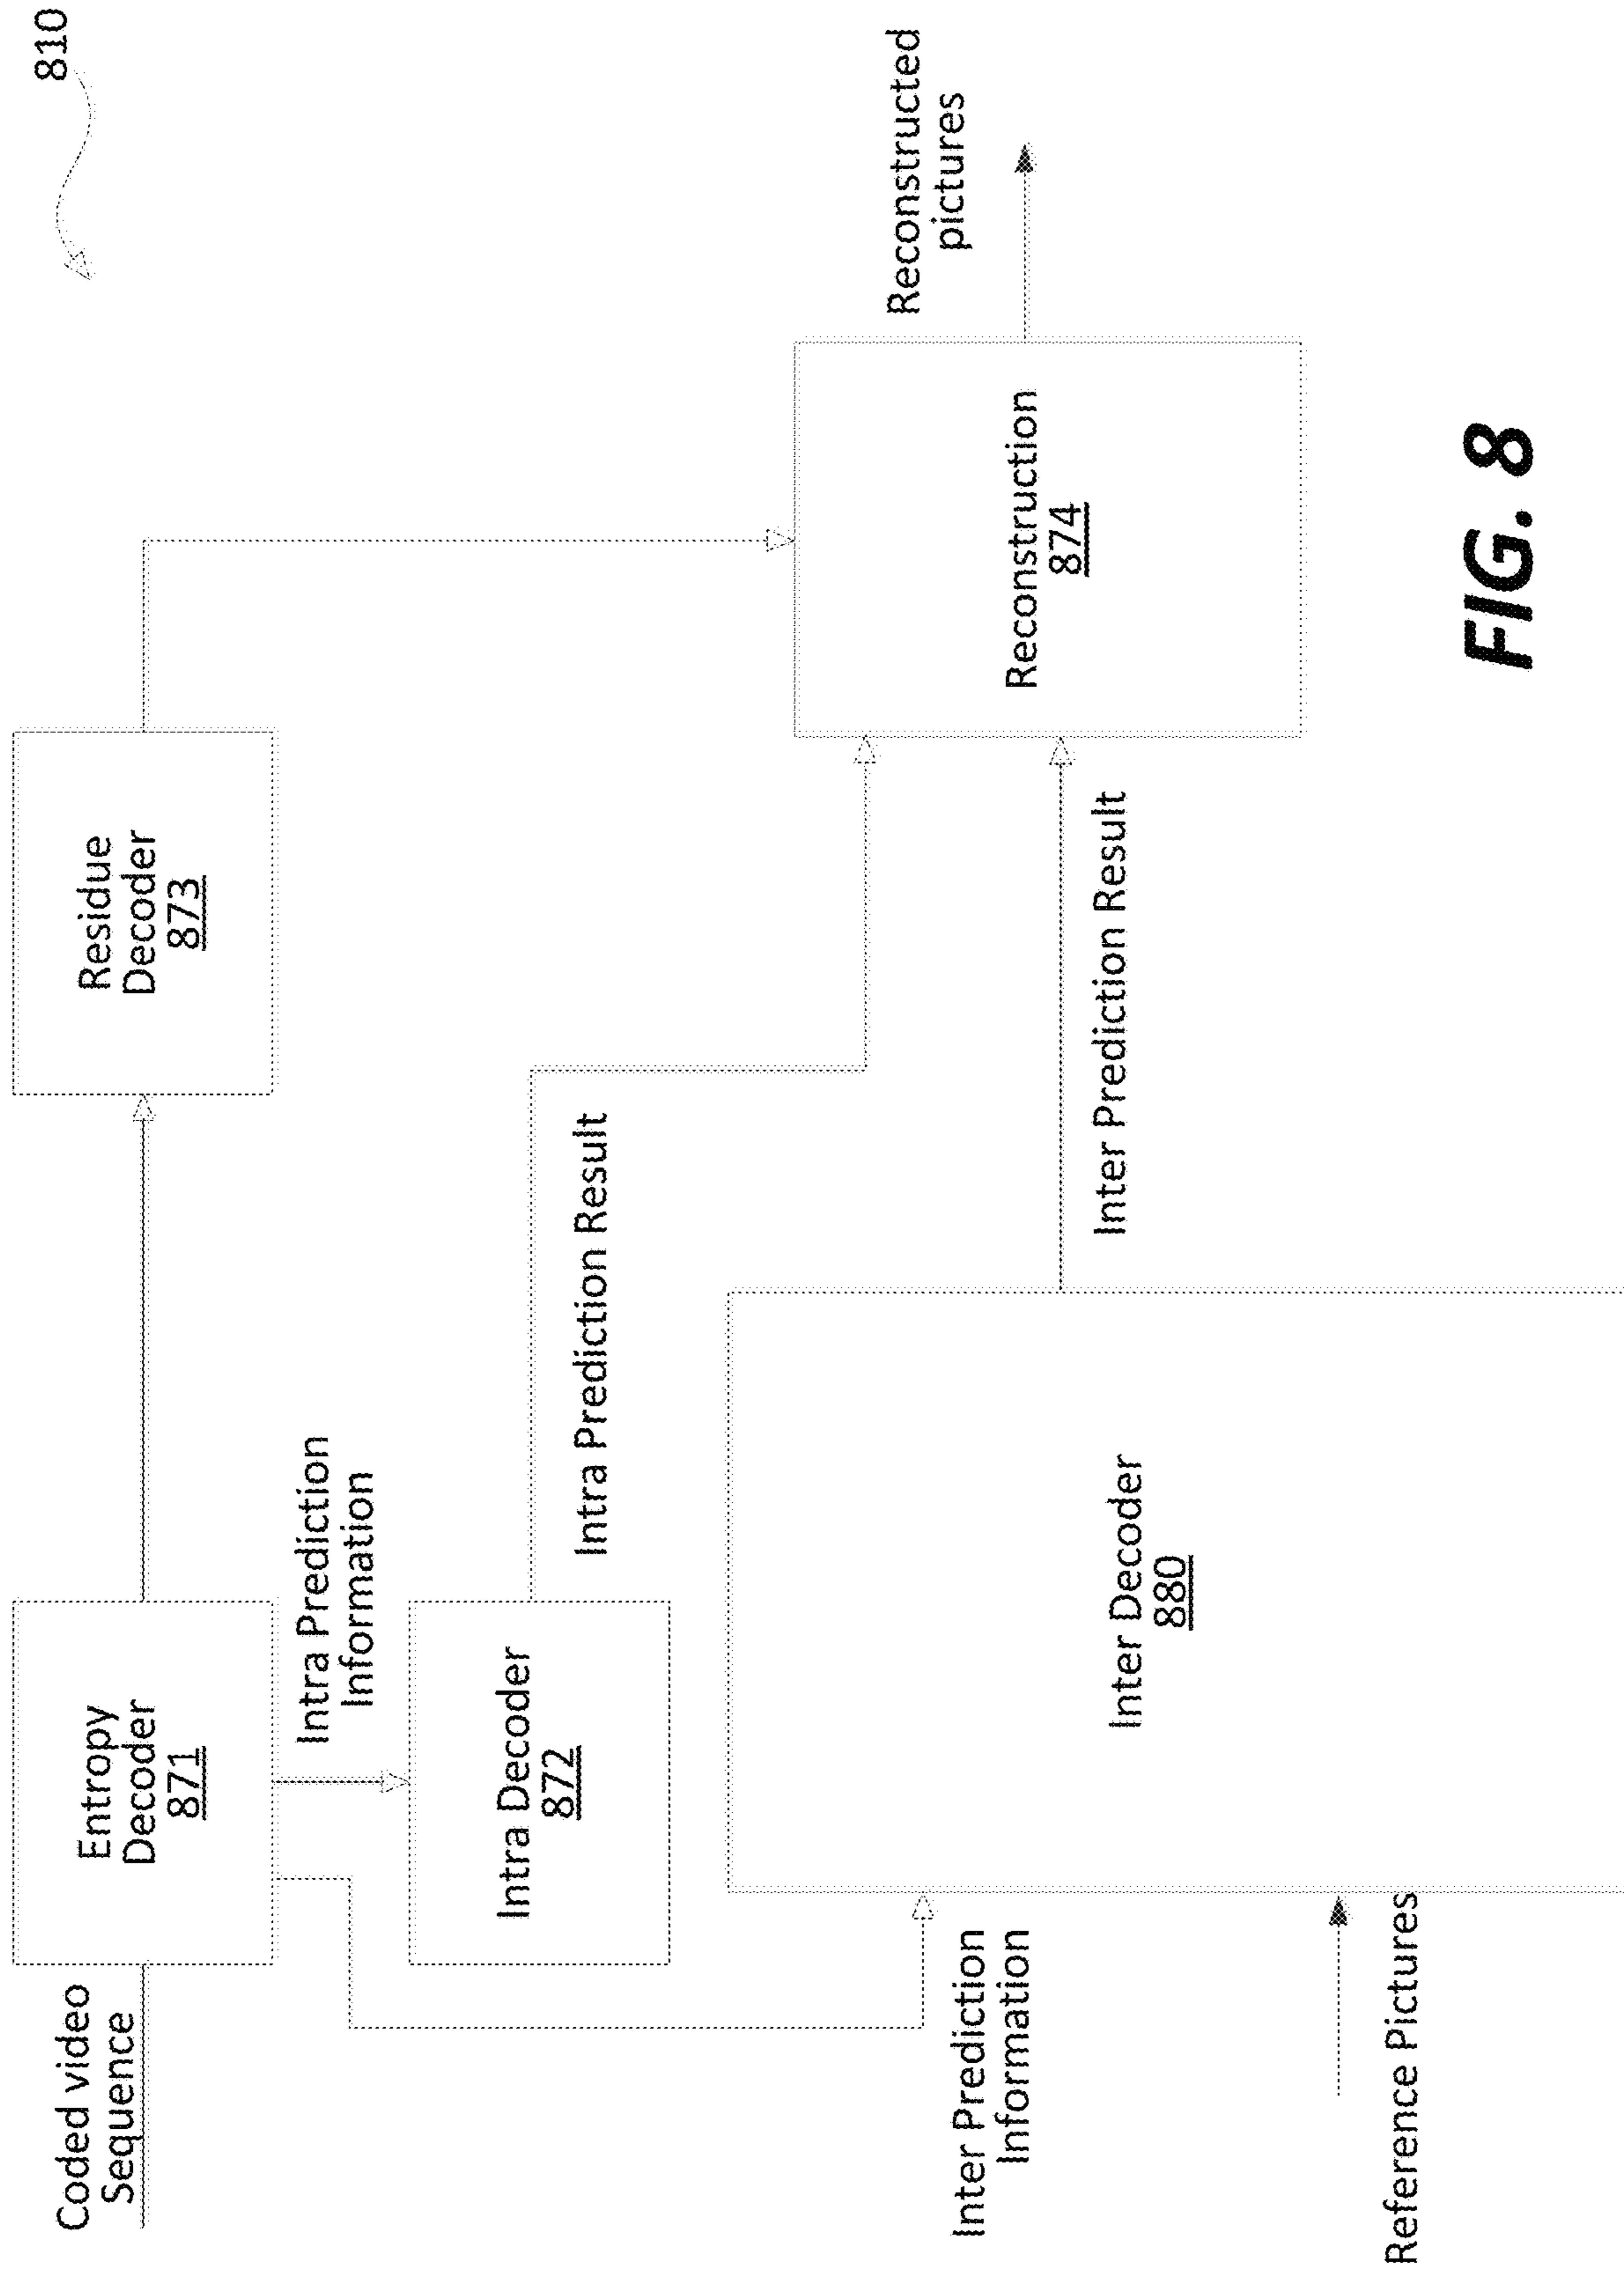 810
Coded video
Sequence
Entropy
Decoder
871
Residue
Decoder
873
Intra Prediction
Information
Intra Decoder
872
Intra Prediction Result
Inter Prediction
Information
Reference Pictures
Inter Decoder
880
Inter Prediction Result
Reconstruction
874
Reconstructed
pictures
FIG. 8